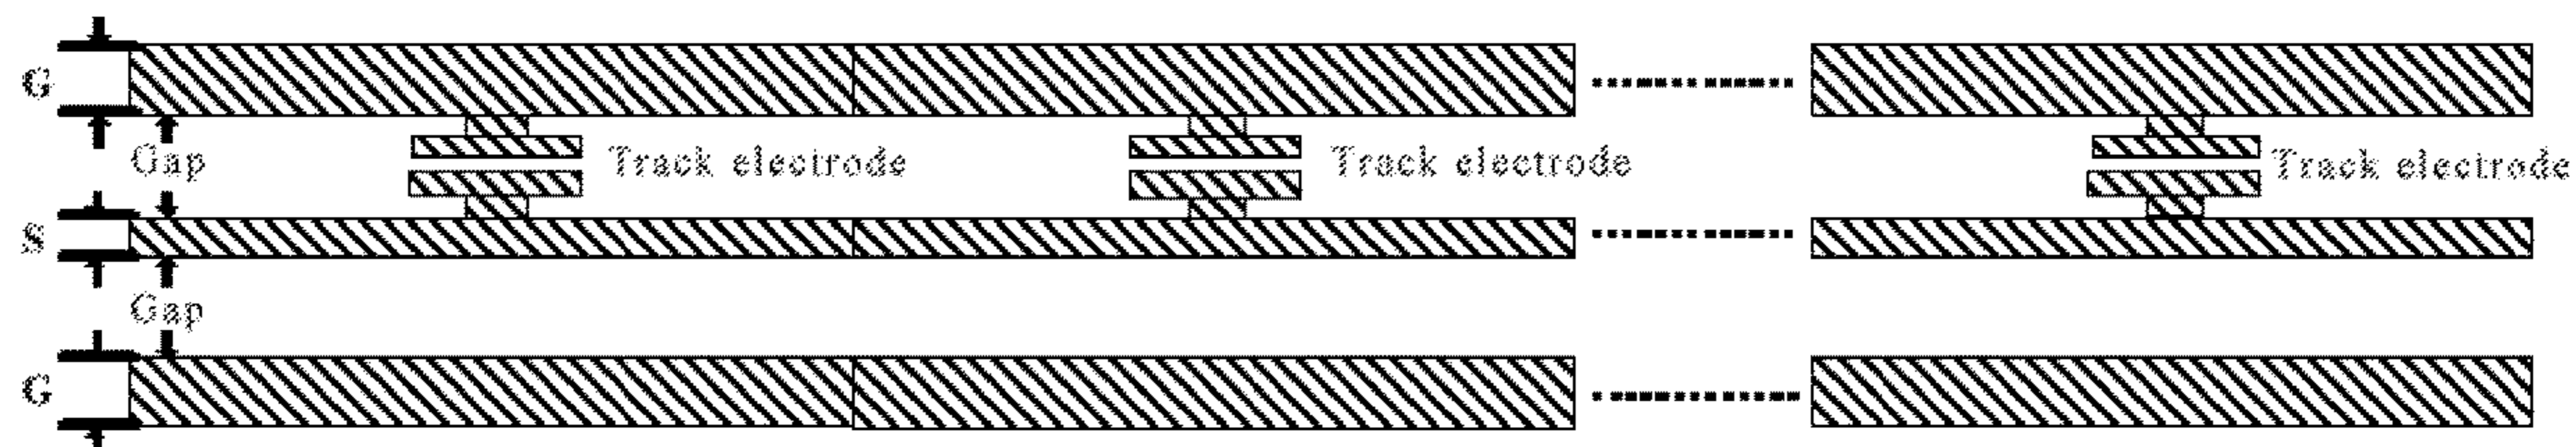 G
Gap
Track electrode
Track electrode
Track electrode
S
Gap
G